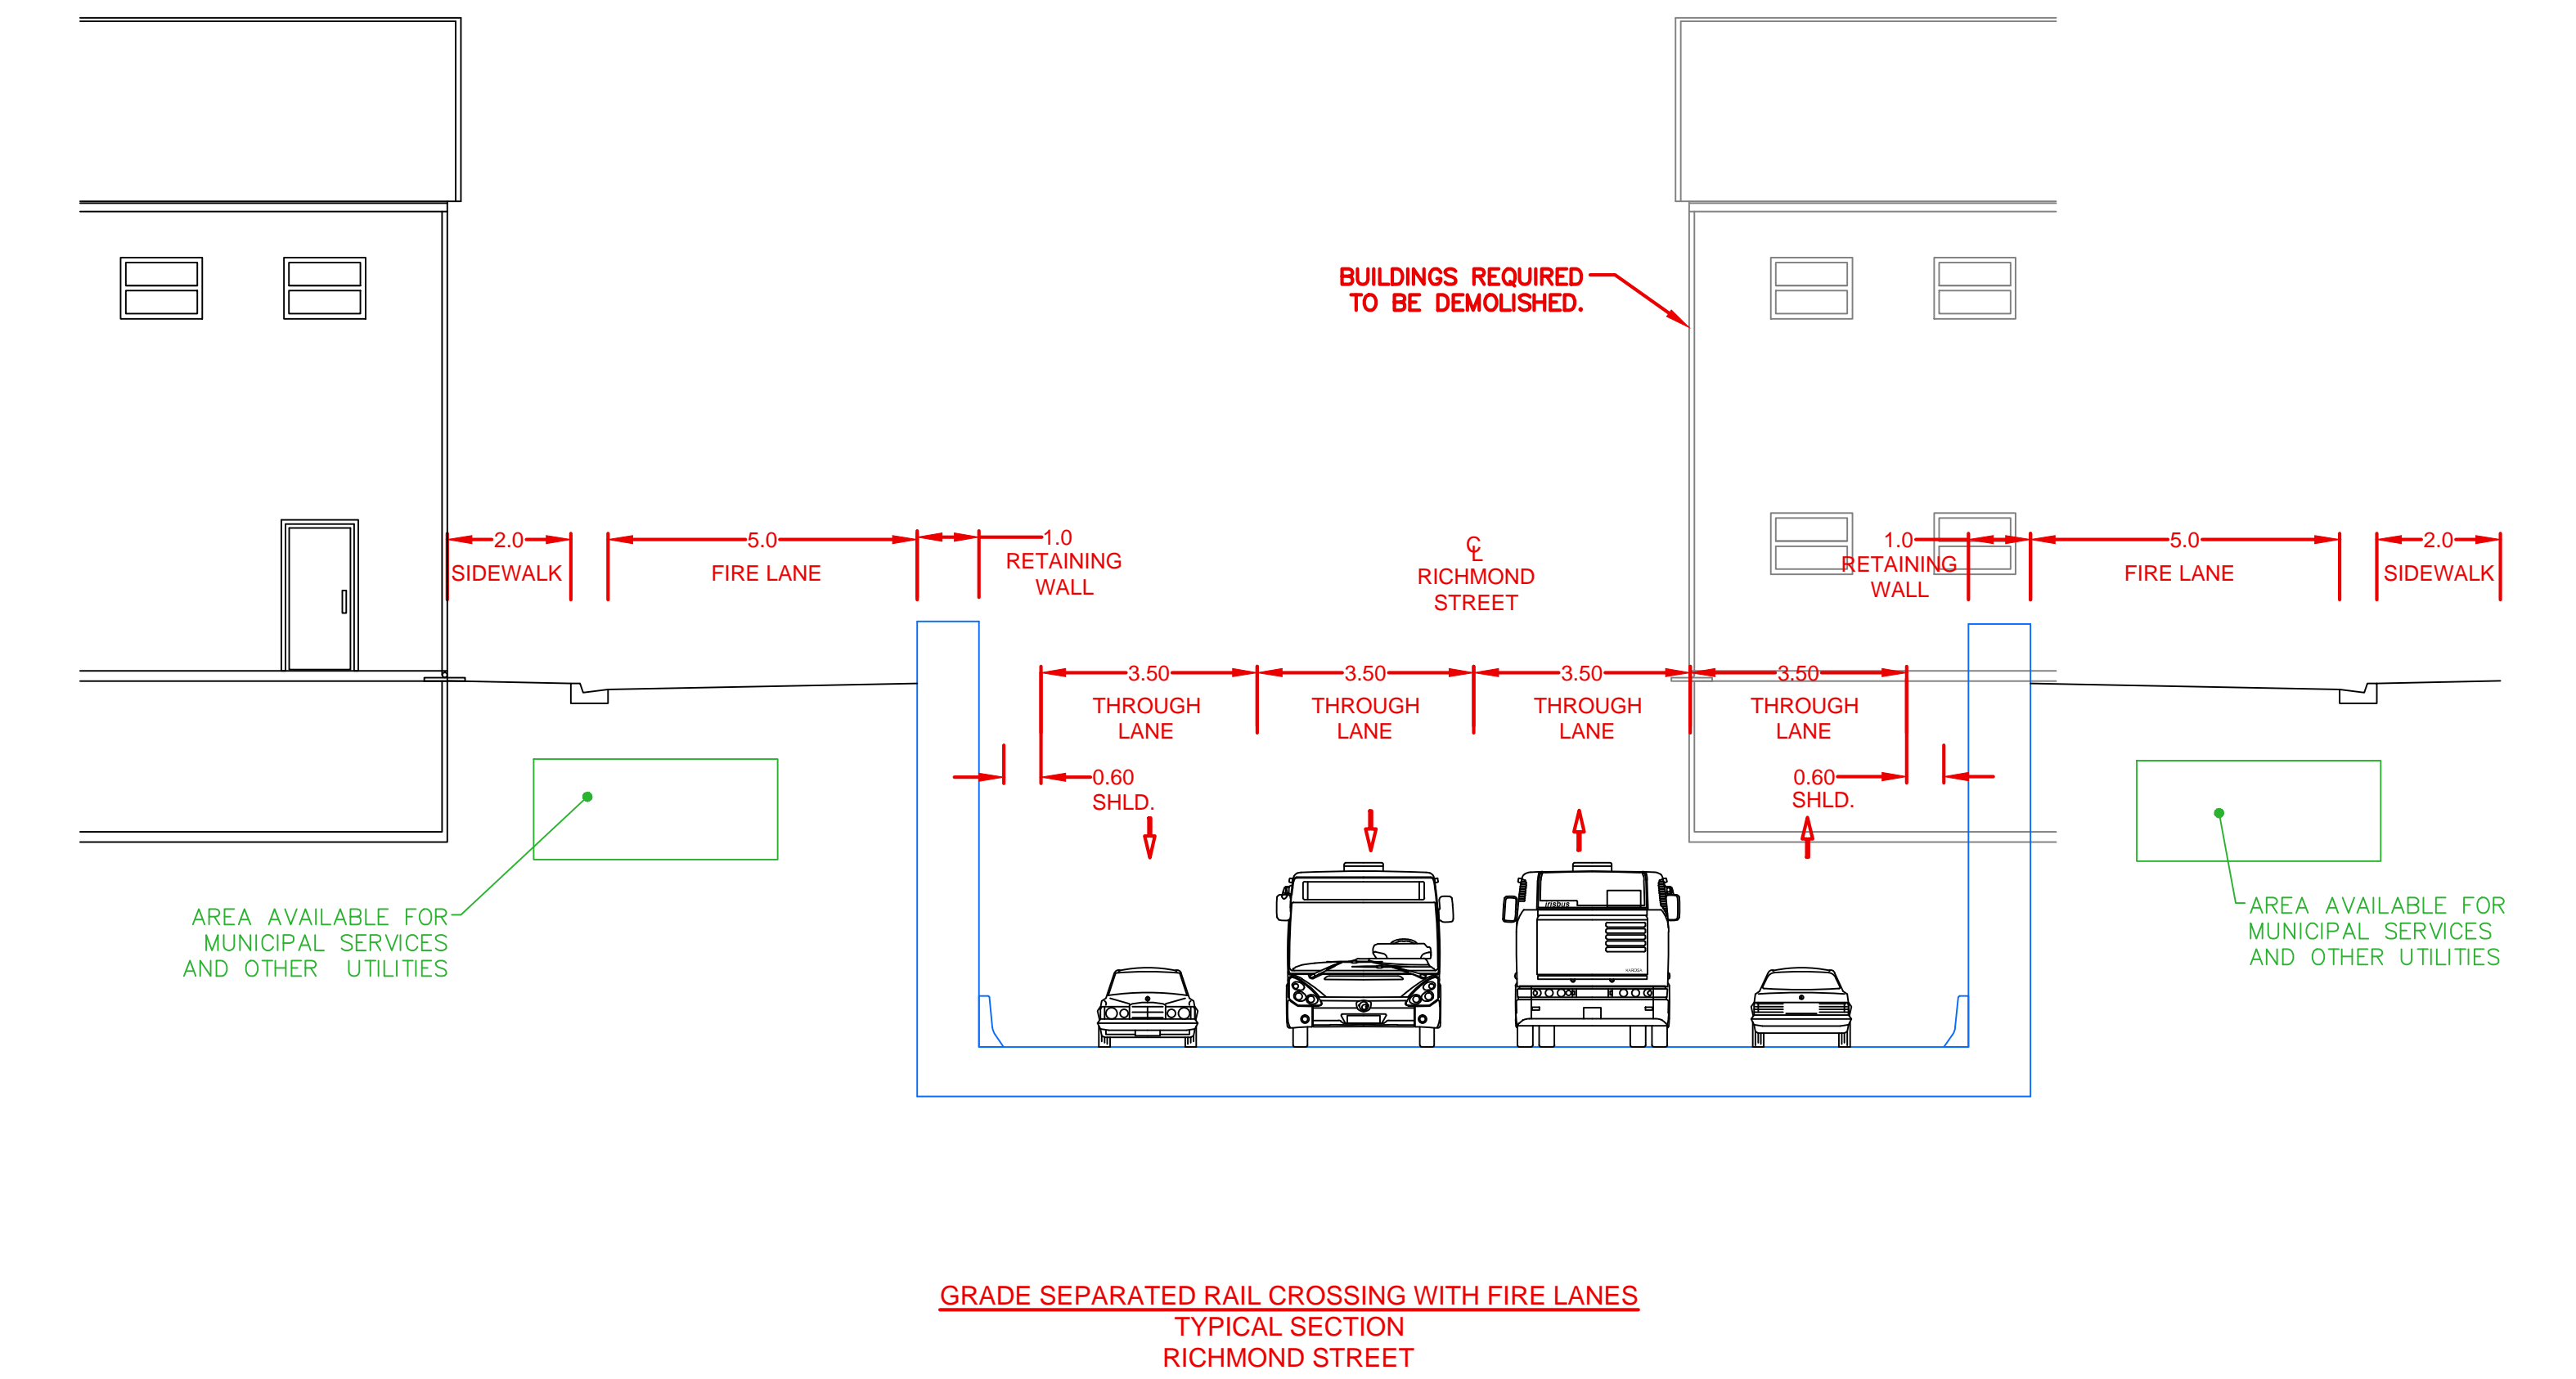 BUILDINGS REQUIRED
TO BE DEMOLISHED.
2.0
SIDEWALK
5.0
FIRE LANE
1.0
RETAINING
WALL
℄
RICHMOND
STREET
1.0
RETAINING
WALL
5.0
FIRE LANE
2.0
SIDEWALK
3.50
THROUGH
LANE
3.50
THROUGH
LANE
3.50
THROUGH
LANE
3.50
THROUGH
LANE
0.60
SHLD.
0.60
SHLD.
AREA AVAILABLE FOR
MUNICIPAL SERVICES
AND OTHER UTILITIES
irisbus
KAROSA
AREA AVAILABLE FOR
MUNICIPAL SERVICES
AND OTHER UTILITIES
GRADE SEPARATED RAIL CROSSING WITH FIRE LANES
TYPICAL SECTION
RICHMOND STREET